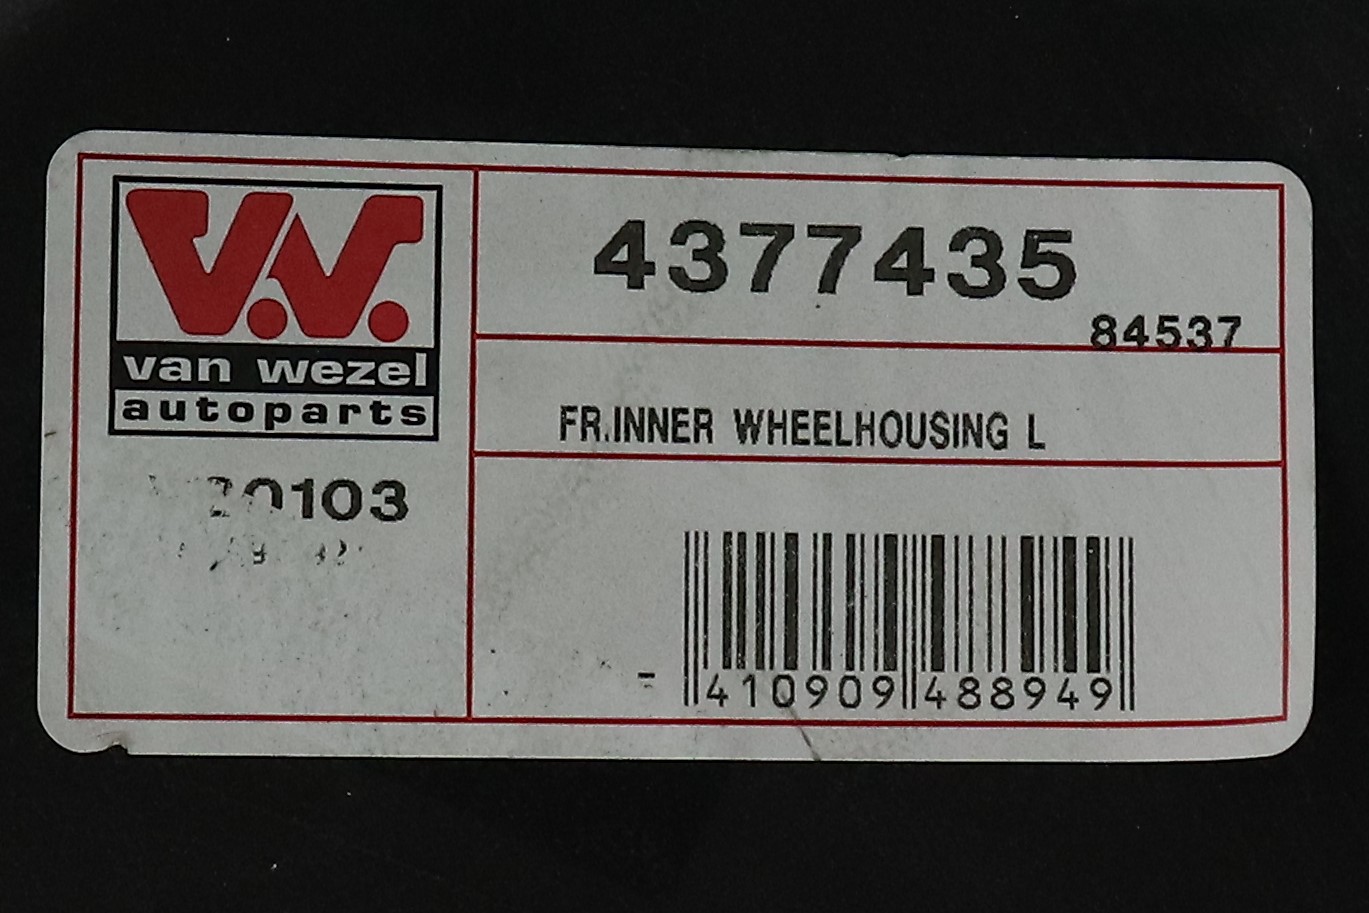 V.V.
van wezel
autoparts
4377435
84537
FR.INNER WHEELHOUSING L
410909 488949